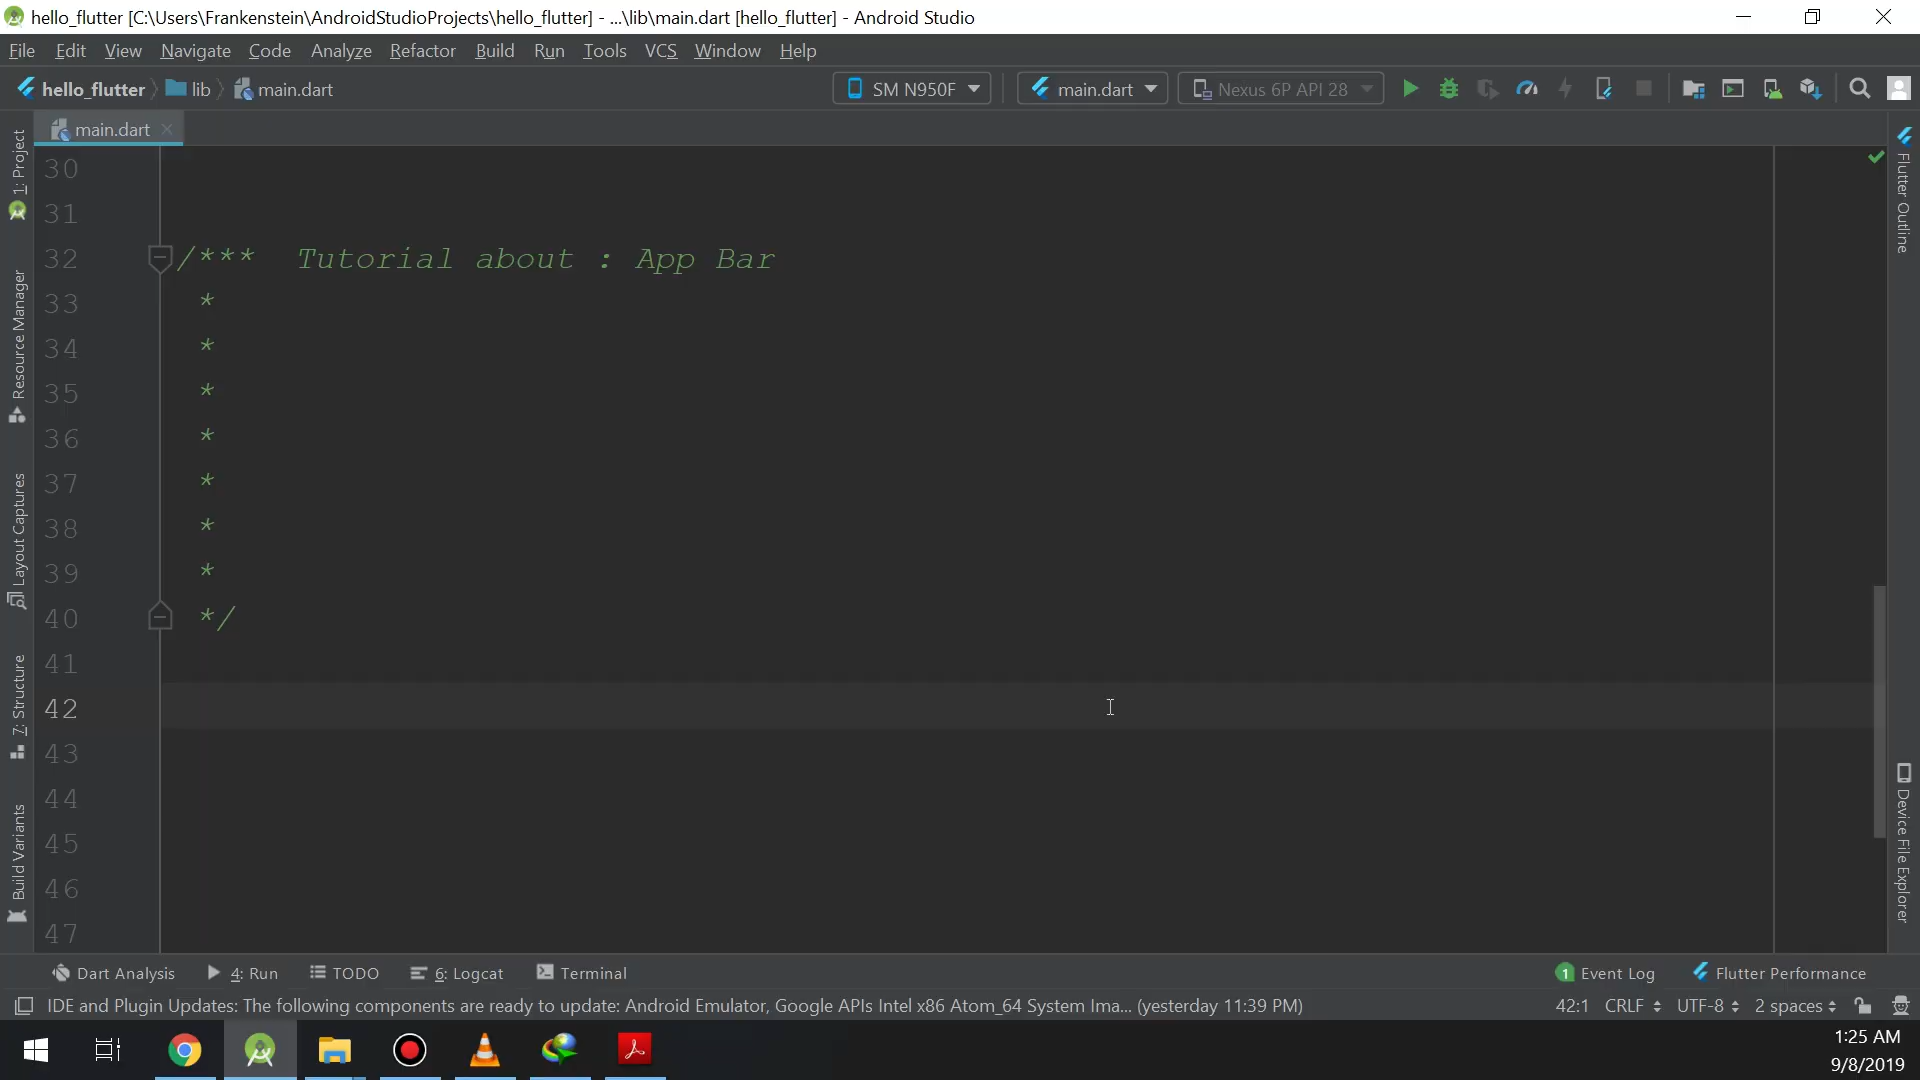 hello_flutter [C:\Users\Frankenstein\AndroidStudioProjects\hello_flutter] - ...\lib\main.dart [hello_flutter] - Android Studio
File Edit View Navigate Code Analyze Refactor Build Run Tools VCS Window Help
hello_flutter lib main.dart SM N950F main.dart Nexus 6P API 28
main.dart
1: Project
Resource Manager
Layout Captures
7: Structure
Build Variants
30
31
32 /*** Tutorial about : App Bar
33 *
34 *
35 *
36 *
37 *
38 *
39 *
40 */
41
42
43
44
45
46
47
Flutter Outline
Device File Explorer
Dart Analysis 4: Run TODO 6: Logcat Terminal 1 Event Log Flutter Performance
IDE and Plugin Updates: The following components are ready to update: Android Emulator, Google APIs Intel x86 Atom_64 System Ima... (yesterday 11:39 PM) 42:1 CRLF UTF-8 2 spaces
1:25 AM
9/8/2019